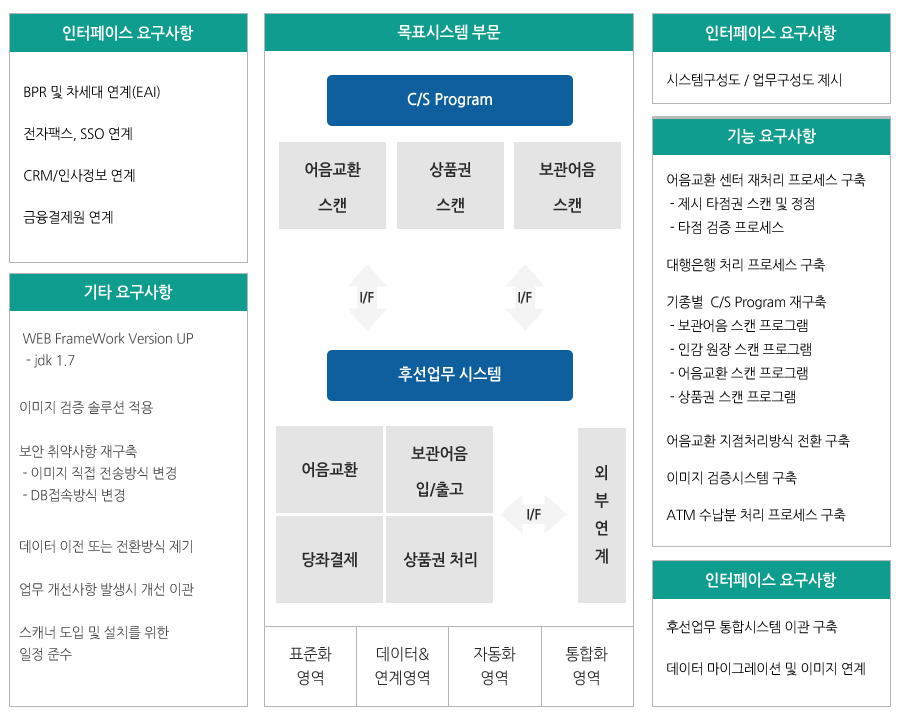 인터페이스 요구사항
BPR 및 차세대 연계(EAI)
전자팩스, SSO 연계
CRM/인사정보 연계
금융결제원 연계
기타 요구사항
WEB FrameWork Version UP
- jdk 1.7
이미지 검증 솔루션 적용
보안 취약사항 재구축
- 이미지 직접 전송방식 변경
- DB접속방식 변경
데이터 이전 또는 전환방식 제기
업무 개선사항 발생시 개선 이관
스캐너 도입 및 설치를 위한
일정 준수
목표시스템 부문
C/S Program
어음교환
스캔
상품권
스캔
보관어음
스캔
I/F
I/F
후선업무 시스템
어음교환
보관어음
입/출고
당좌결제
상품권 처리
I/F
외
부
연
계
표준화
영역
데이터&
연계영역
자동화
영역
통합화
영역
인터페이스 요구사항
시스템구성도 / 업무구성도 제시
기능 요구사항
어음교환 센터 재처리 프로세스 구축
- 제시 타점권 스캔 및 정점
- 타점 검증 프로세스
대행은행 처리 프로세스 구축
기종별 C/S Program 재구축
- 보관어음 스캔 프로그램
- 인감 원장 스캔 프로그램
- 어음교환 스캔 프로그램
- 상품권 스캔 프로그램
어음교환 지점처리방식 전환 구축
이미지 검증시스템 구축
ATM 수납분 처리 프로세스 구축
인터페이스 요구사항
후선업무 통합시스템 이관 구축
데이터 마이그레이션 및 이미지 연계